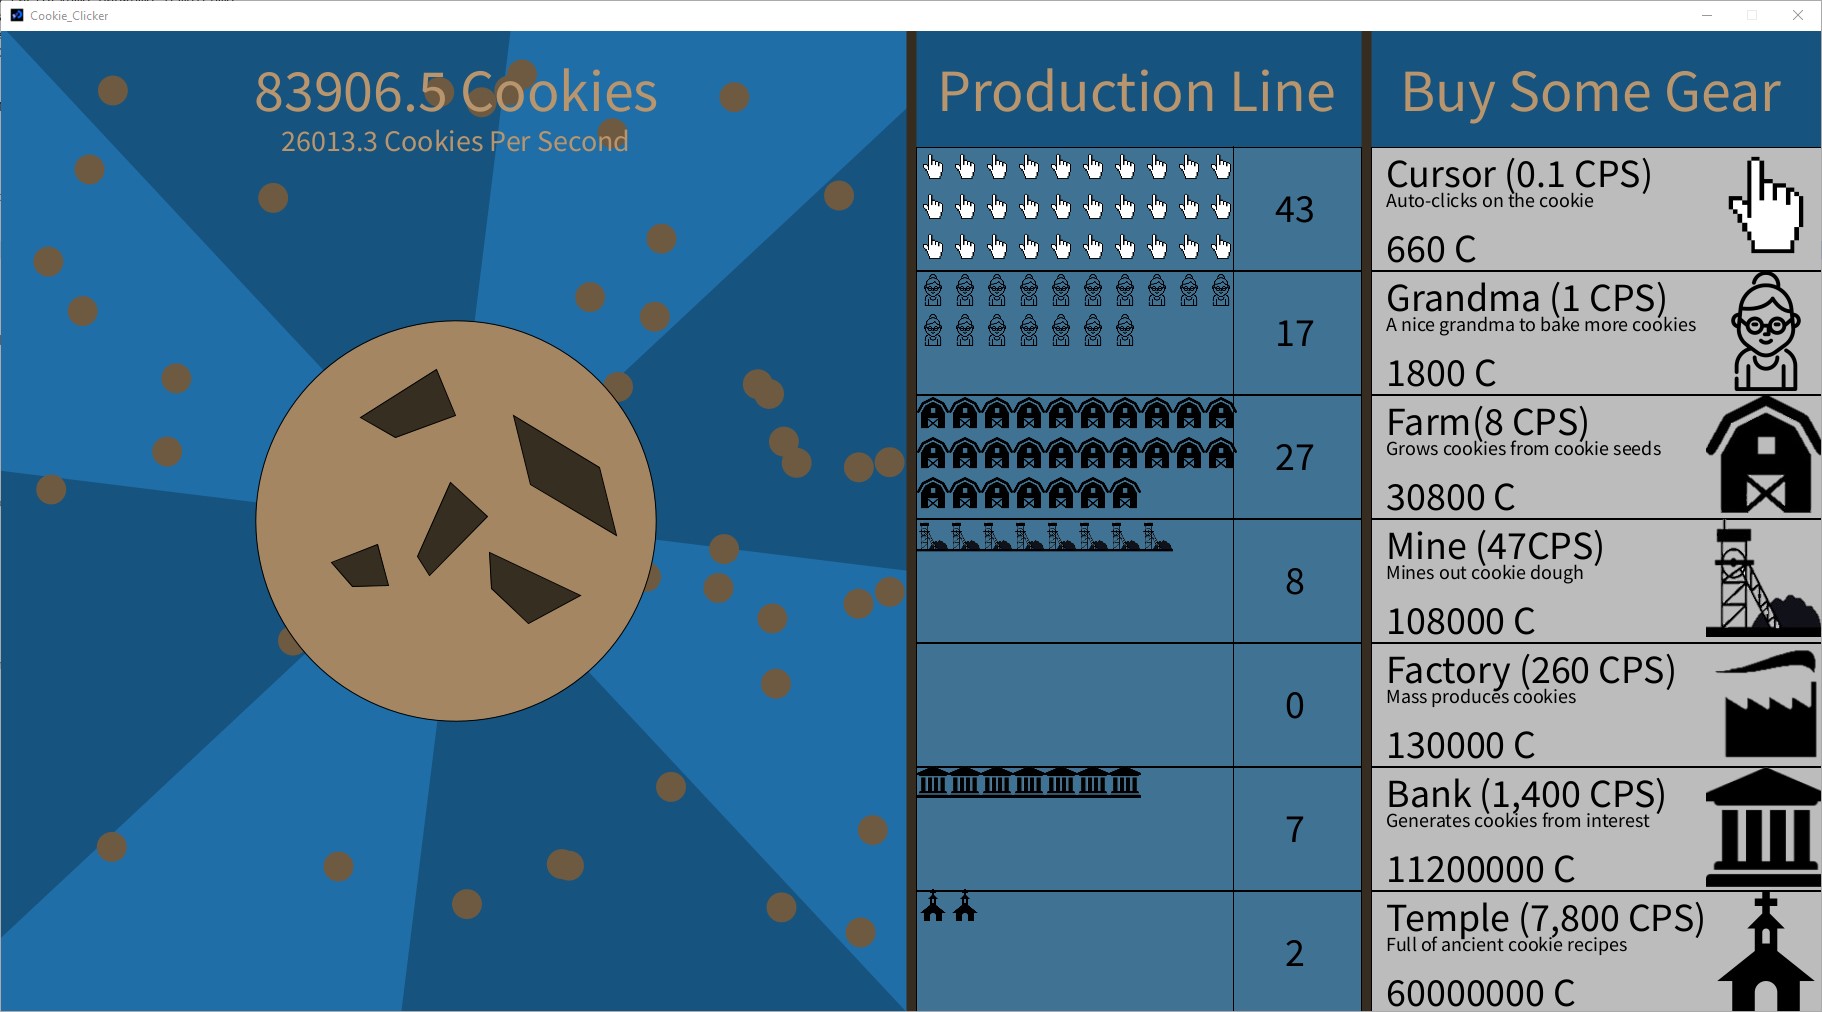 Cookie_Clicker
83906.5 Cookies
26013.3 Cookies Per Second
Production Line
43
17
27
8
0
7
2
Buy Some Gear
Cursor (0.1 CPS)
Auto-clicks on the cookie
660 C
Grandma (1 CPS)
A nice grandma to bake more cookies
1800 C
Farm(8 CPS)
Grows cookies from cookie seeds
30800 C
Mine (47CPS)
Mines out cookie dough
108000 C
Factory (260 CPS)
Mass produces cookies
130000 C
Bank (1,400 CPS)
Generates cookies from interest
11200000 C
Temple (7,800 CPS)
Full of ancient cookie recipes
60000000 C